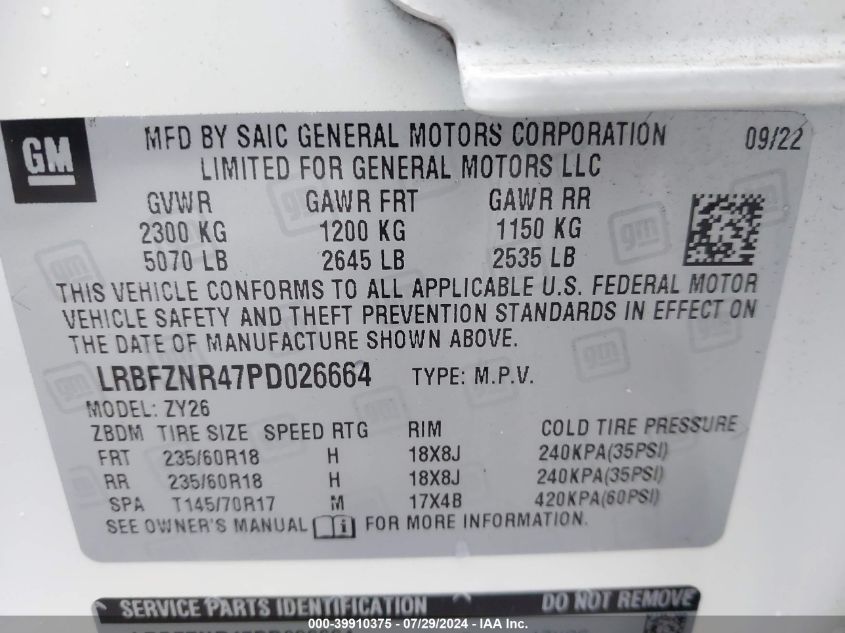 GM
MFD BY SAIC GENERAL MOTORS CORPORATION 09/22
LIMITED FOR GENERAL MOTORS LLC
GVWR GAWR FRT GAWR RR
2300 KG 1200 KG 1150 KG
5070 LB 2645 LB 2535 LB
THIS VEHICLE CONFORMS TO ALL APPLICABLE U.S. FEDERAL MOTOR
VEHICLE SAFETY AND THEFT PREVENTION STANDARDS IN EFFECT ON
THE DATE OF MANUFACTURE SHOWN ABOVE.
LRBFZNR47PD026664 TYPE: M.P.V.
MODEL: ZY26
ZBDM TIRE SIZE SPEED RTG RIM COLD TIRE PRESSURE
FRT 235/60R18 H 18X8J 240KPA(35PSI)
RR 235/60R18 H 18X8J 240KPA(35PSI)
SPA T145/70R17 M 17X4B 420KPA(60PSI)
SEE OWNER'S MANUAL FOR MORE INFORMATION.
SERVICE PARTS IDENTIFICATION DO NOT REMOVE
000-39910375 - 07/29/2024 - iaai.com